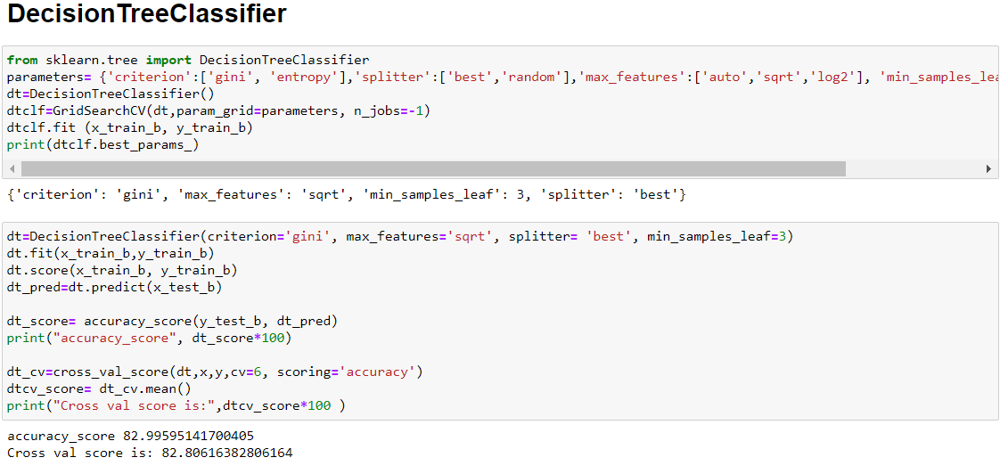 DecisionTreeClassifier
from sklearn.tree import DecisionTreeClassifier
parameters= {'criterion':['gini', 'entropy'],'splitter':['best','random'],'max_features':['auto','sqrt','log2'], 'min_samples_lea
dt=DecisionTreeClassifier()
dtclf=GridSearchCV(dt,param_grid=parameters, n_jobs=-1)
dtclf.fit (x_train_b, y_train_b)
print(dtclf.best_params_)
{'criterion': 'gini', 'max_features': 'sqrt', 'min_samples_leaf': 3, 'splitter': 'best'}
dt=DecisionTreeClassifier(criterion='gini', max_features='sqrt', splitter= 'best', min_samples_leaf=3)
dt.fit(x_train_b,y_train_b)
dt.score(x_train_b, y_train_b)
dt_pred=dt.predict(x_test_b)
dt_score= accuracy_score(y_test_b, dt_pred)
print("accuracy_score", dt_score*100)
dt_cv=cross_val_score(dt,x,y,cv=6, scoring='accuracy')
dtcv_score= dt_cv.mean()
print("Cross val score is:",dtcv_score*100 )
accuracy_score 82.99595141700405
Cross val score is: 82.80616382806164